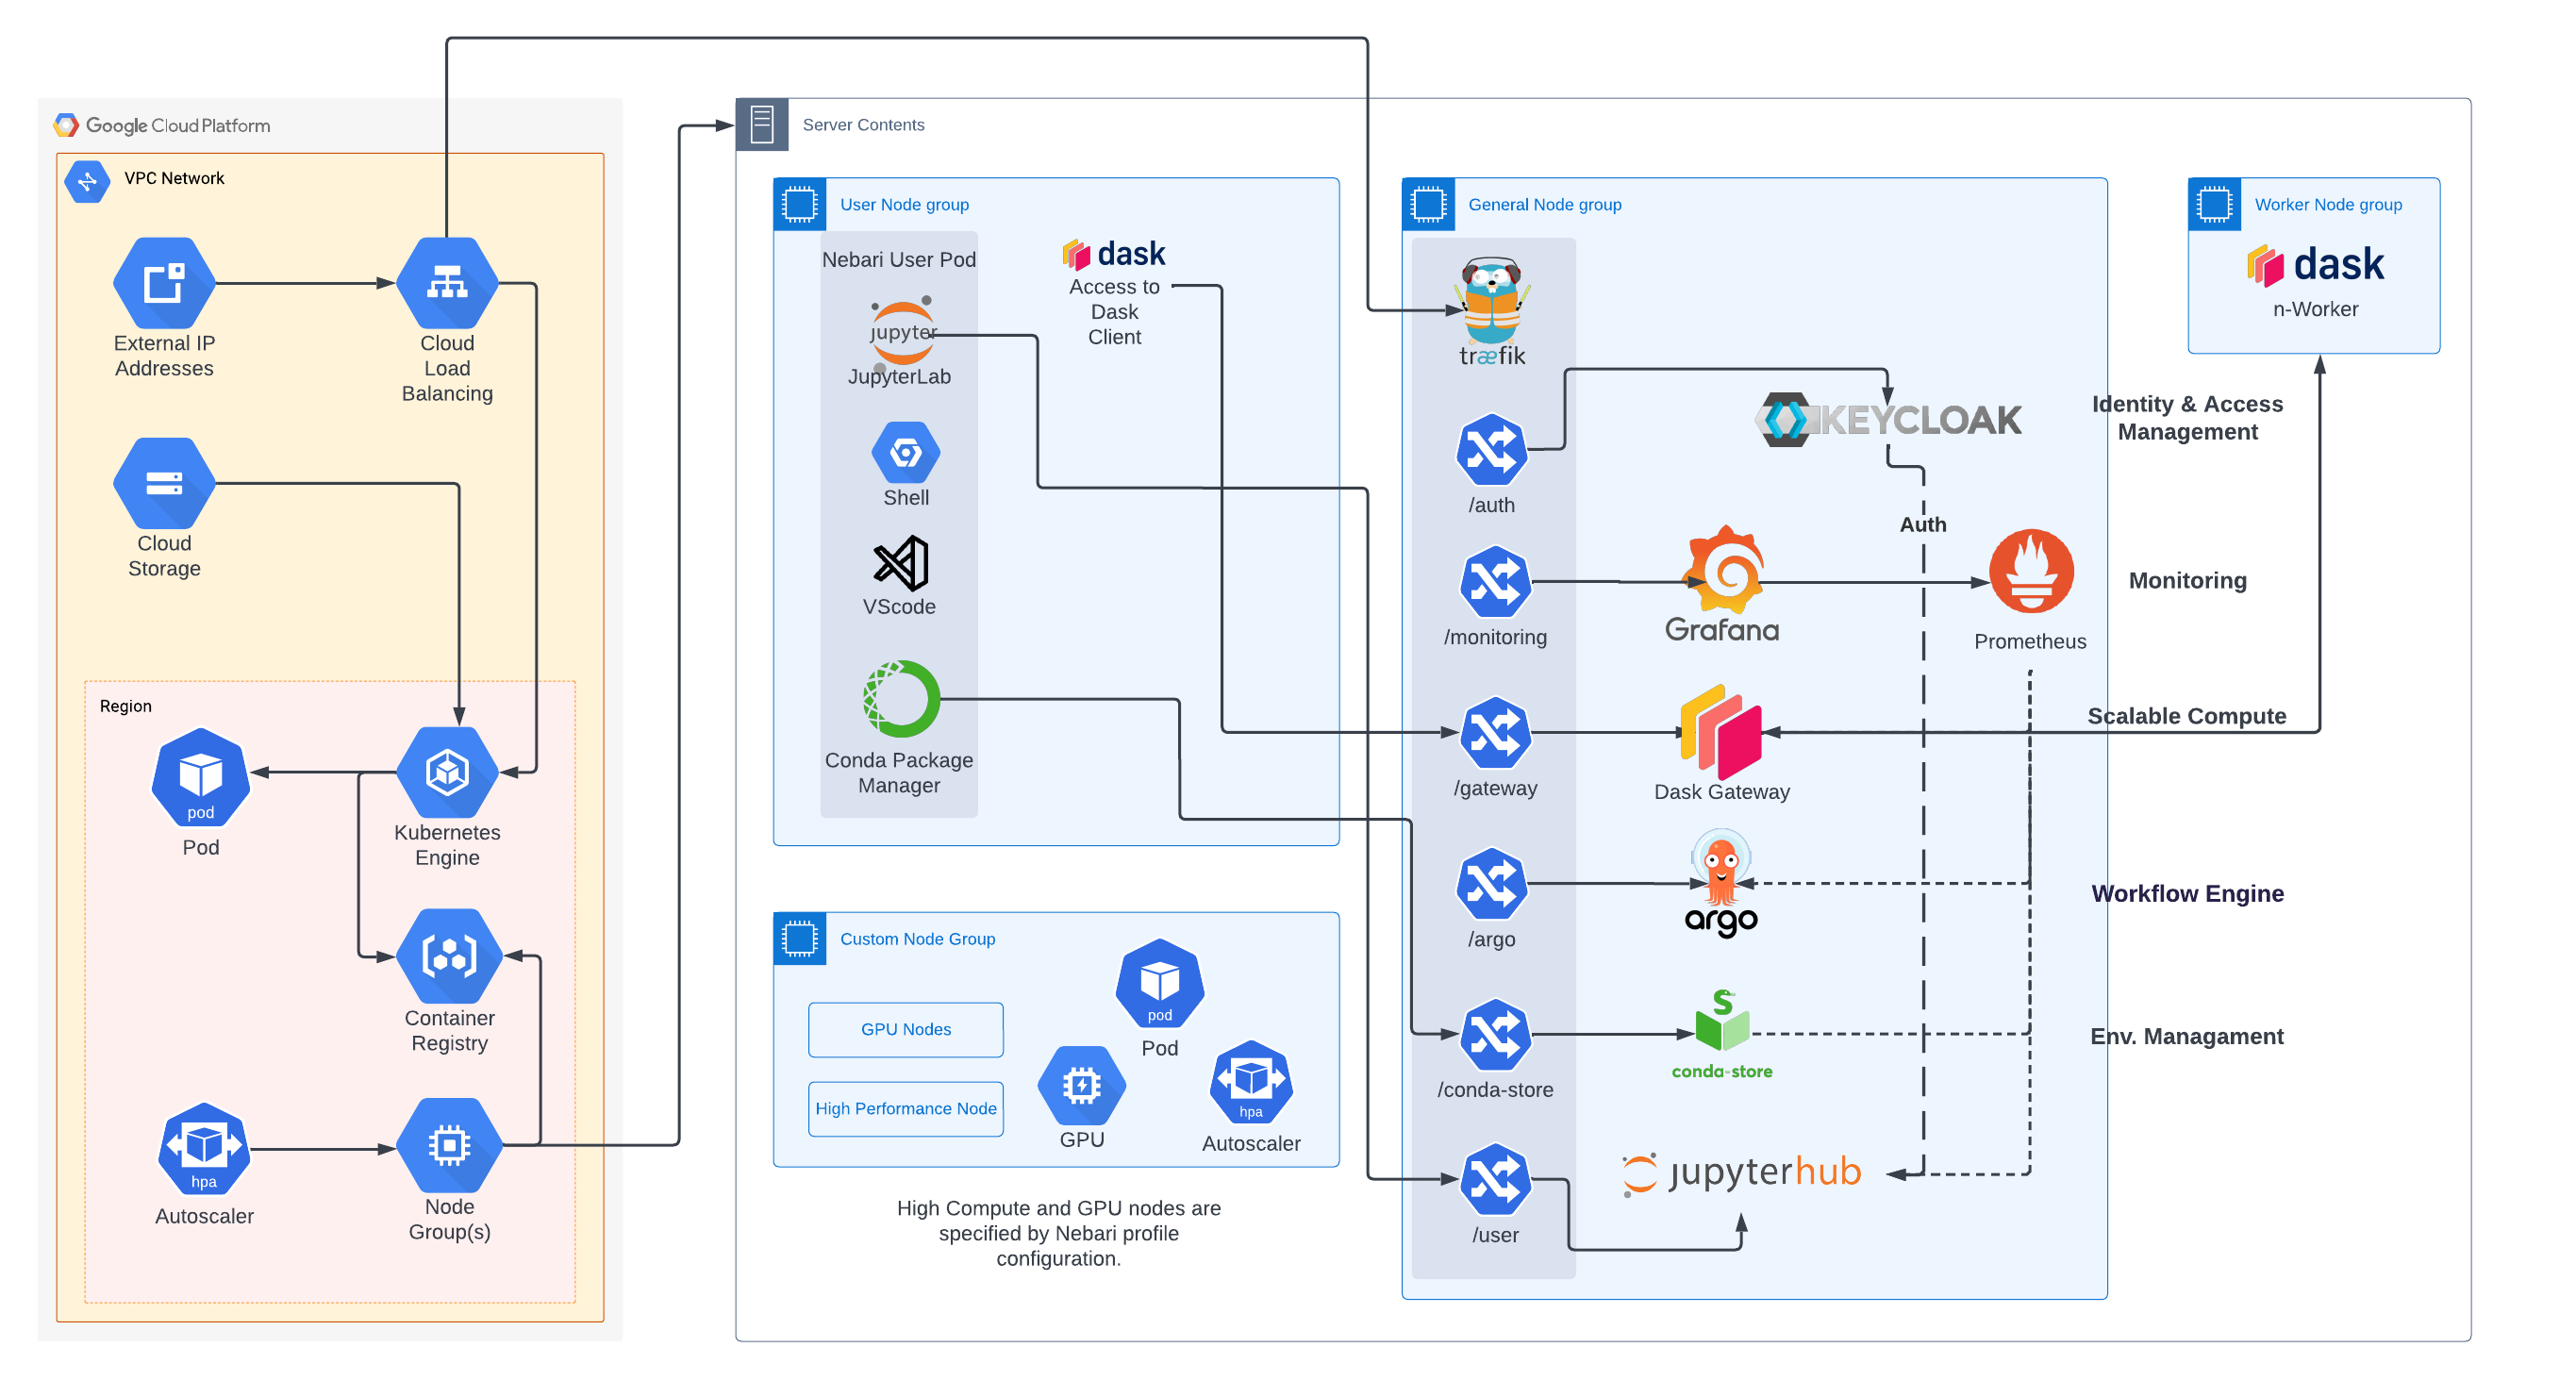 Google Cloud Platform
VPC Network
External IP
Addresses
Cloud
Load
Balancing
Cloud
Storage
Region
pod
Pod
Kubernetes
Engine
Container
Registry
hpa
Autoscaler
Node
Group(s)
Server Contents
User Node group
Nebari User Pod
jupyter
JupyterLab
Shell
VScode
Conda Package
Manager
dask
Access to
Dask
Client
Custom Node Group
GPU Nodes
High Performance Node
pod
Pod
GPU
hpa
Autoscaler
High Compute and GPU nodes are
specified by Nebari profile
configuration.
General Node group
træfik
/auth
KEYCLOAK
Auth
/monitoring
Grafana
Prometheus
/gateway
Dask Gateway
/argo
argo
/conda-store
conda-store
/user
jupyterhub
Worker Node group
dask
n-Worker
Identity & Access
Management
Monitoring
Scalable Compute
Workflow Engine
Env. Managament